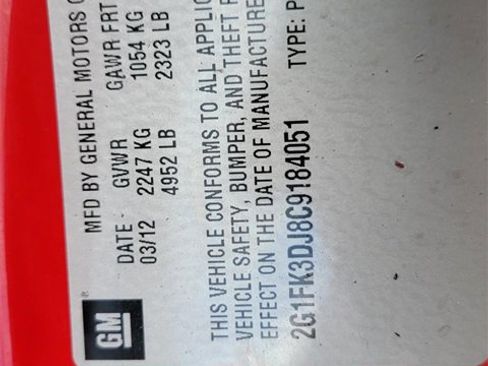 MFD BY GENERAL MOTORS
DATE - GVWR GAWR FRT
03/12 2247 KG 1054 KG
4952 LB 2323 LB
GM
®
THIS VEHICLE CONFORMS TO ALL
VEHICLE SAFETY, BUMPER, AND THEFT
EFFECT ON THE DATE OF MANUFACTURE
2G1FK3DJ8C9184051 TYPE: P